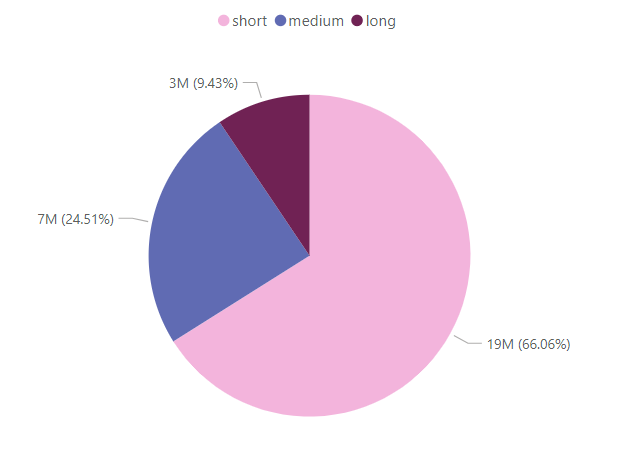 short medium long
3M (9.43%)
7M (24.51%)
19M (66.06%)